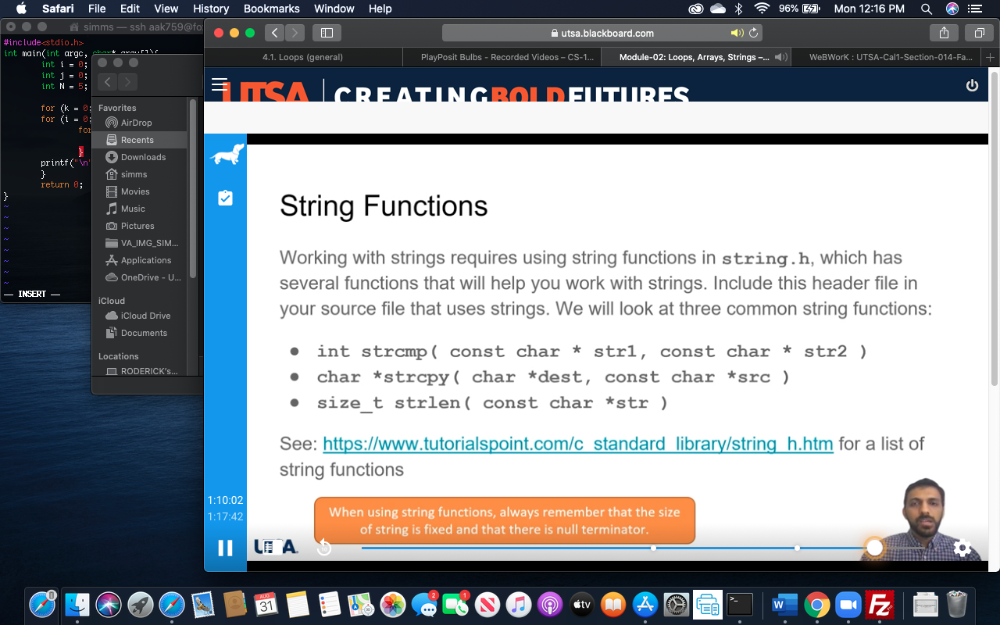 Safari File Edit View History Bookmarks Window Help 96% Mon 12:16 PM
simms — ssh aak759@fo
#include<stdio.h>
int main(int argc, char* argv[]){
int i = 0;
int j = 0;
int N = 5;
for (k = 0;
for (i = 0;
for
}
printf("\n"
}
return 0;
}
~
~
~
~
~
~
~
~
— INSERT —
Favorites
AirDrop
Recents
Downloads
simms
Movies
Music
Pictures
VA_IMG_SIM...
Applications
OneDrive - U...
iCloud
iCloud Drive
Documents
Locations
RODERICK's...
utsa.blackboard.com
4.1. Loops (general)
PlayPosit Bulbs - Recorded Videos – CS-1...
Module-02: Loops, Arrays, Strings –...
WeBWorK : UTSA-Cal1-Section-014-Fa...
UTSA CREATINGBOLDFUTURES
String Functions
Working with strings requires using string functions in string.h, which has
several functions that will help you work with strings. Include this header file in
your source file that uses strings. We will look at three common string functions:
● int strcmp( const char * str1, const char * str2 )
● char *strcpy( char *dest, const char *src )
● size_t strlen( const char *str )
See: https://www.tutorialspoint.com/c_standard_library/string_h.htm for a list of
string functions
When using string functions, always remember that the size
of string is fixed and that there is null terminator.
1:10:02
1:17:42
UTSA.
10
AUG
31
2
1
tv
W
Fz